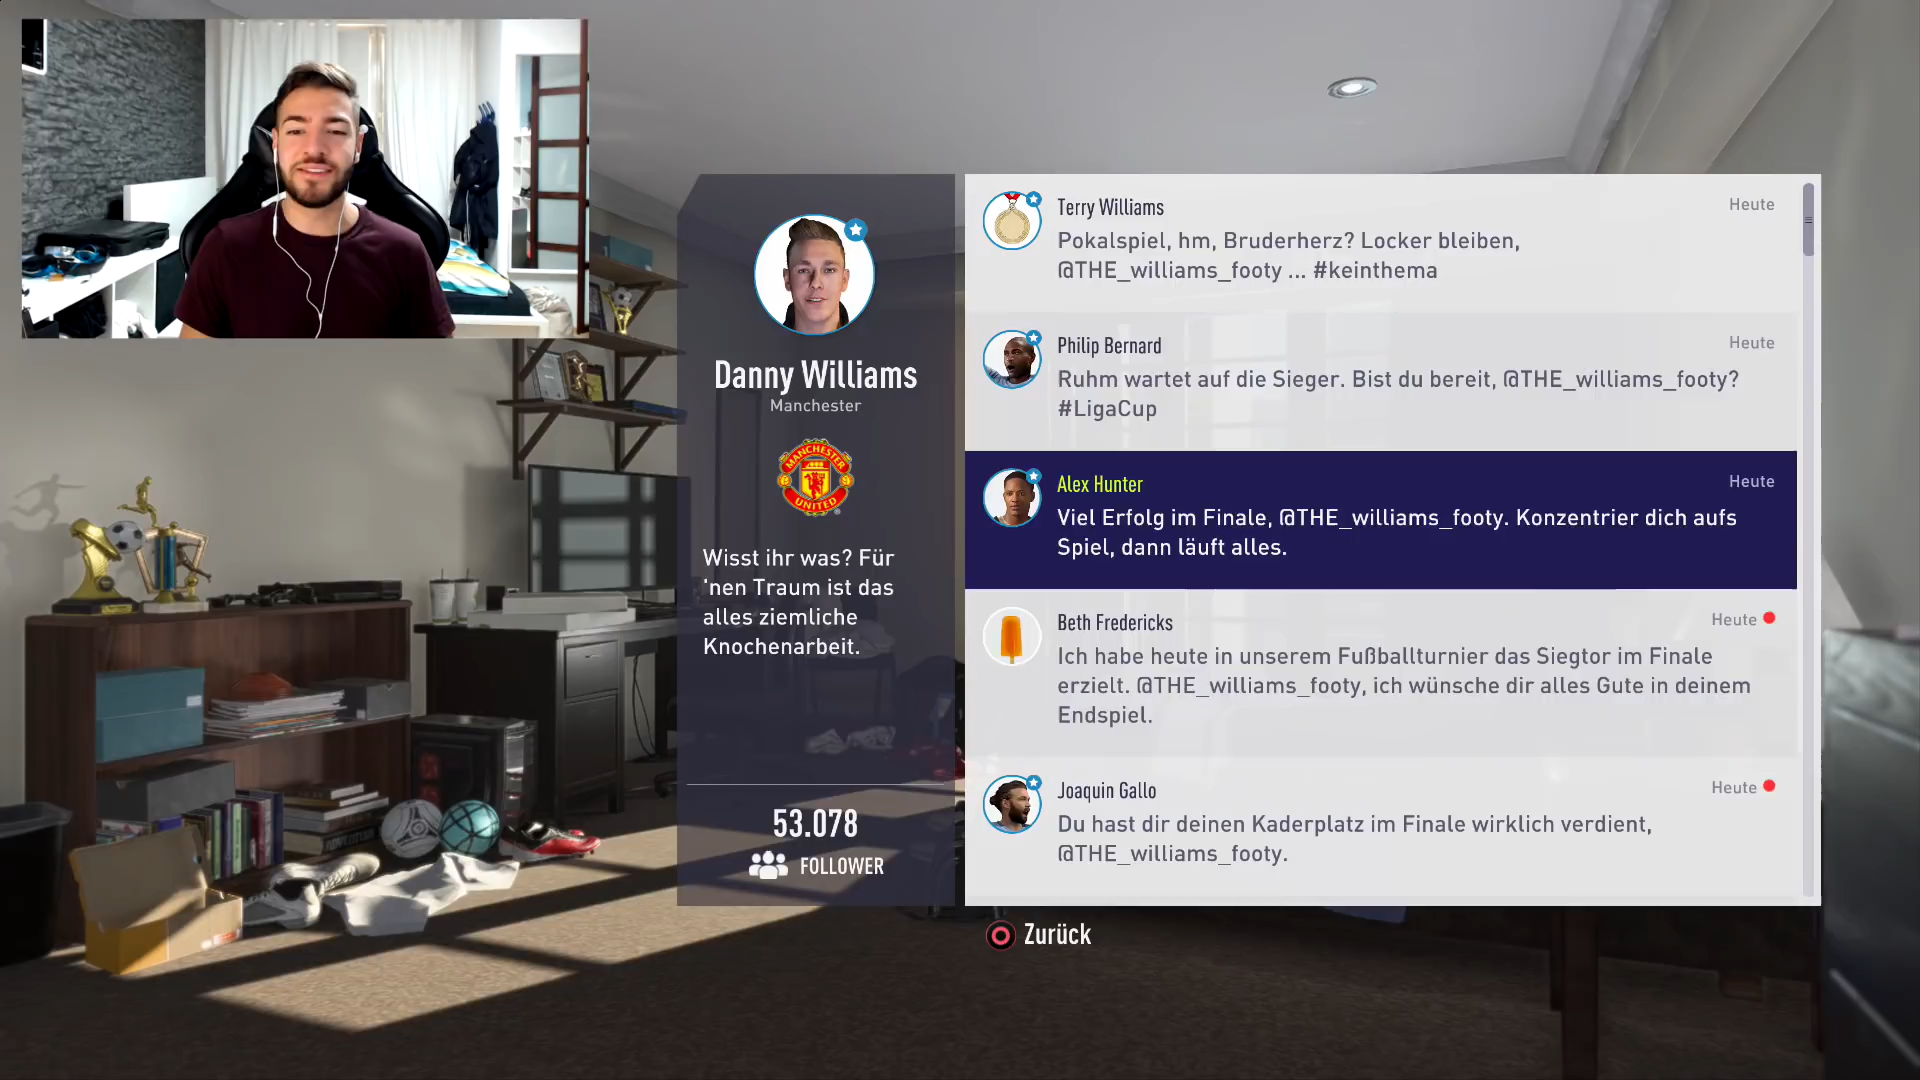 Danny Williams
Manchester
MANCHESTER
UNITED
Wisst ihr was? Für
'nen Traum ist das
alles ziemliche
Knochenarbeit.
53.078
FOLLOWER
Terry Williams
Heute
Pokalspiel, hm, Bruderherz? Locker bleiben,
@THE_williams_footy ... #keinthema
Philip Bernard
Heute
Ruhm wartet auf die Sieger. Bist du bereit, @THE_williams_footy?
#LigaCup
Alex Hunter
Heute
Viel Erfolg im Finale, @THE_williams_footy. Konzentrier dich aufs
Spiel, dann läuft alles.
Beth Fredericks
Heute
Ich habe heute in unserem Fußballturnier das Siegtor im Finale
erzielt. @THE_williams_footy, ich wünsche dir alles Gute in deinem
Endspiel.
Joaquin Gallo
Heute
Du hast dir deinen Kaderplatz im Finale wirklich verdient,
@THE_williams_footy.
Zurück